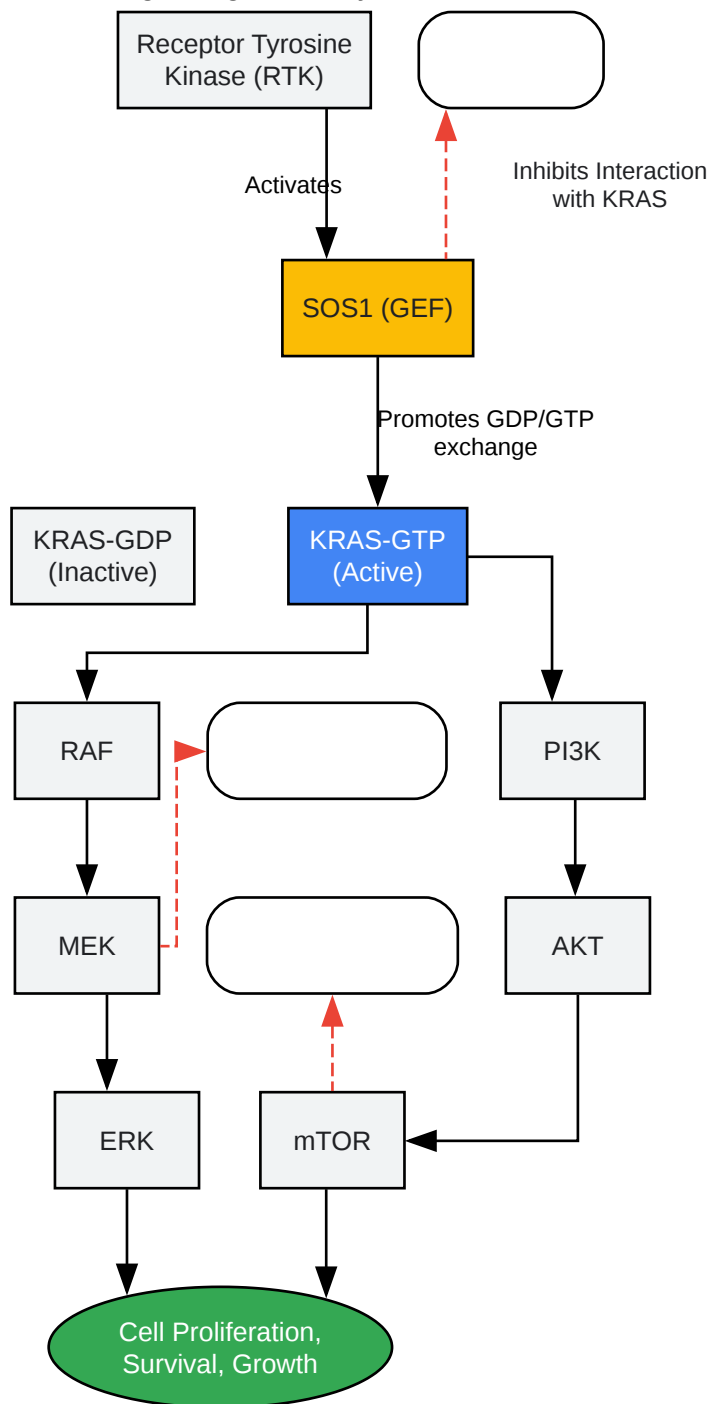 Receptor Tyrosine
Kinase (RTK)
Activates
Inhibits Interaction
with KRAS
SOS1 (GEF)
Promotes GDP/GTP
exchange
KRAS-GDP
(Inactive)
KRAS-GTP
(Active)
RAF
PI3K
MEK
AKT
ERK
mTOR
Cell Proliferation,
Survival, Growth